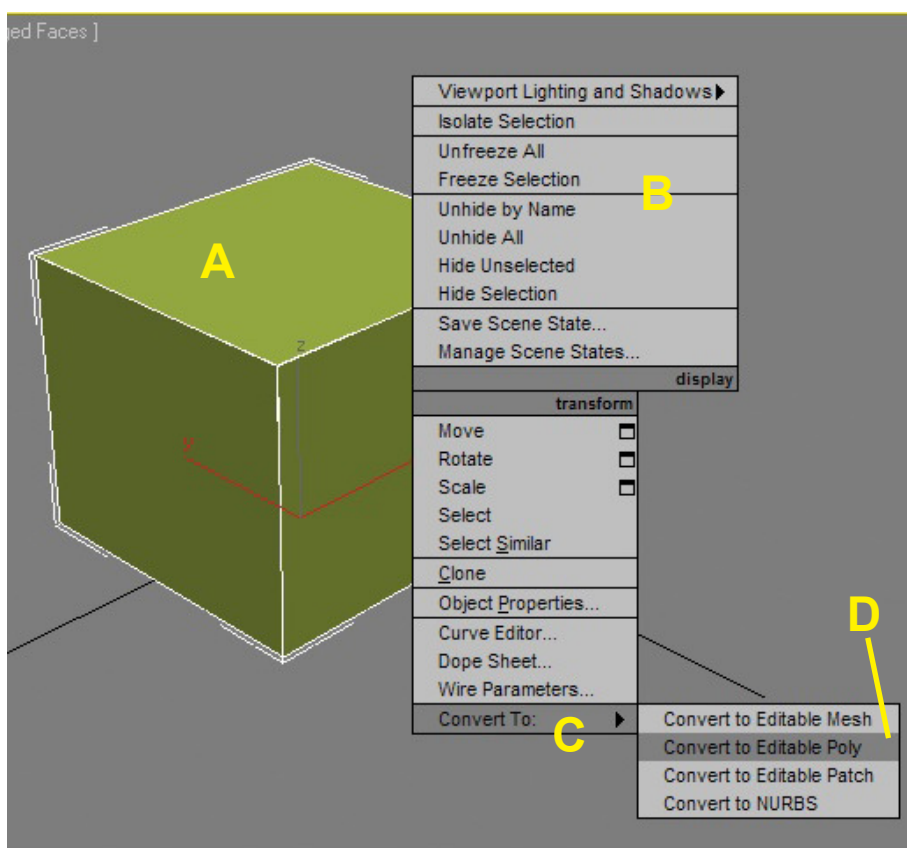 ged Faces ]
Viewport Lighting and Shadows
Isolate Selection
Unfreeze All
Freeze Selection
B
Unhide by Name
Unhide All
Hide Unselected
Hide Selection
Save Scene State...
Manage Scene States...
display
A
z
y
transform
Move
Rotate
Scale
Select
Select Similar
Clone
Object Properties...
Curve Editor...
Dope Sheet...
Wire Parameters...
Convert To:
C
D
Convert to Editable Mesh
Convert to Editable Poly
Convert to Editable Patch
Convert to NURBS